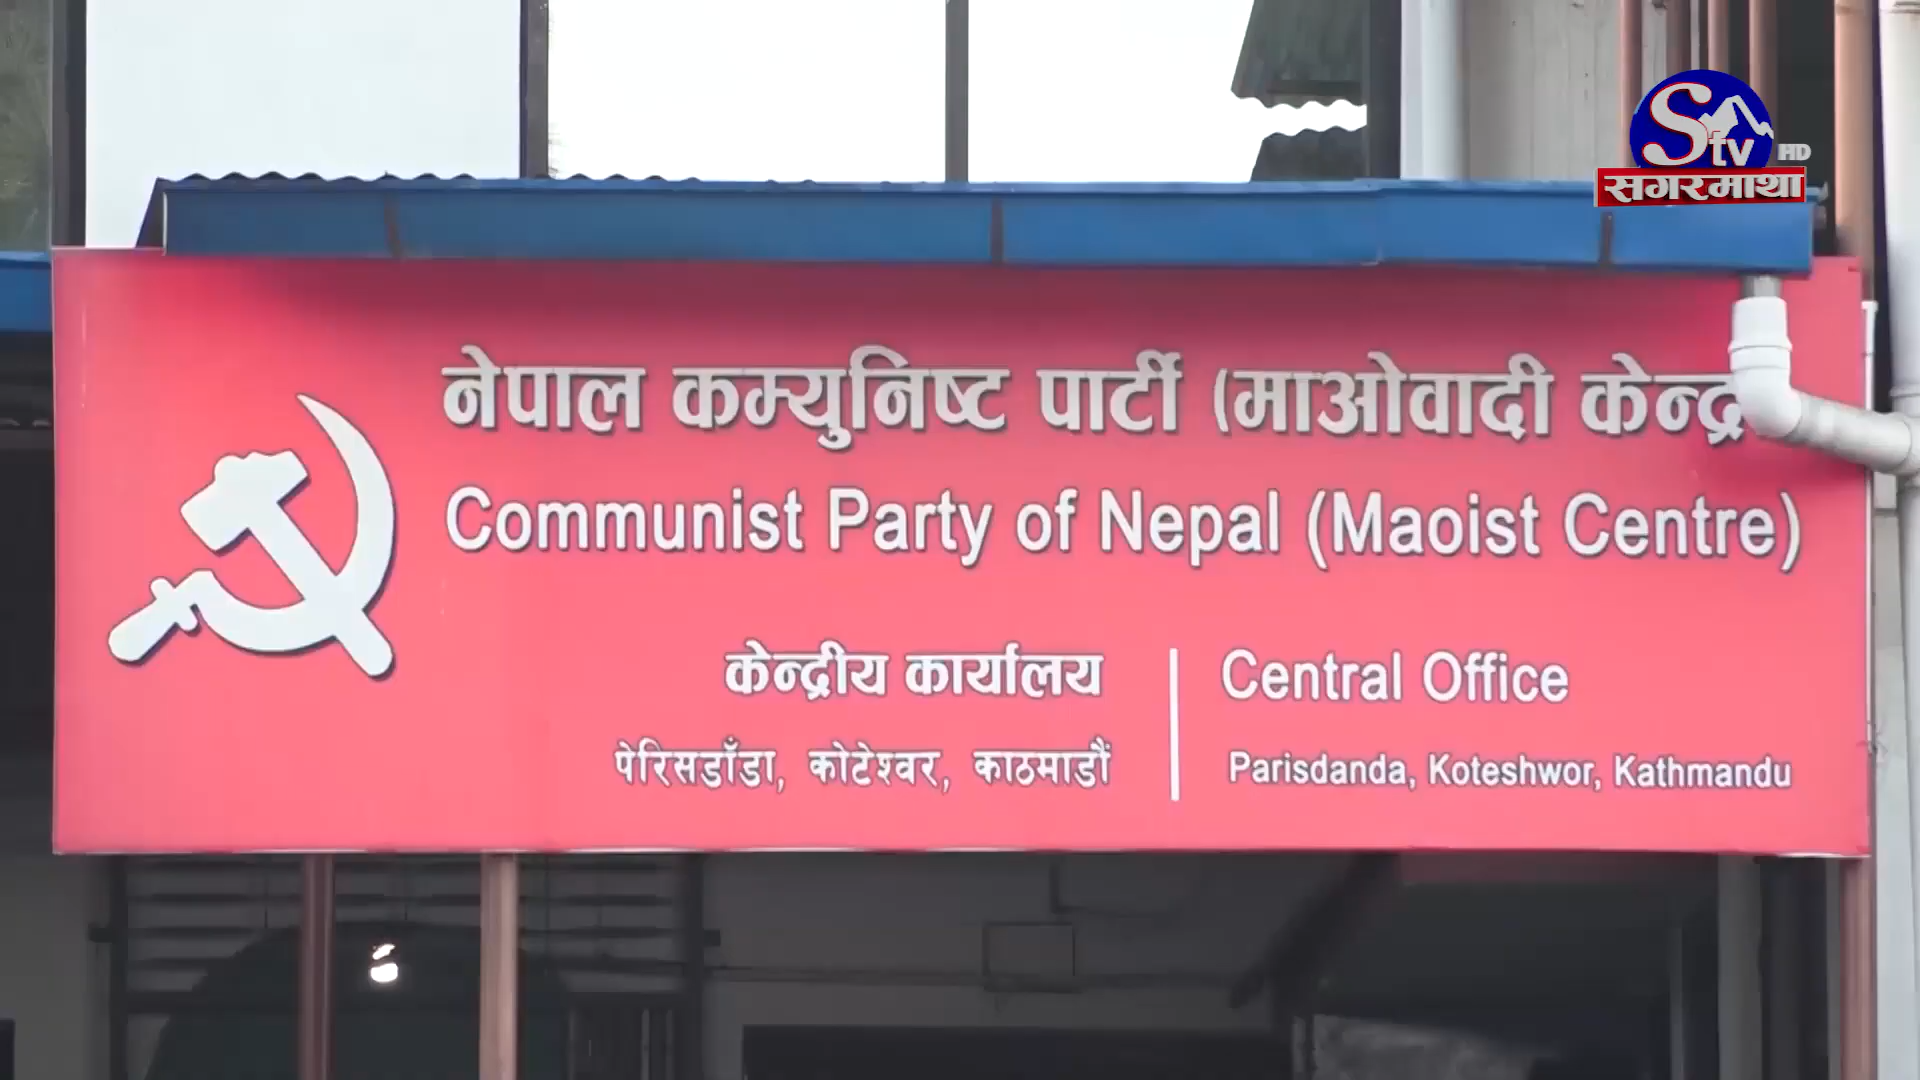 STV HD
सगरमाथा
नेपाल कम्युनिष्ट पार्टी (माओवादी केन्द्र
Communist Party of Nepal (Maoist Centre)
केन्द्रीय कार्यालय
पेरिसडाँडा, कोटेश्वर, काठमाडौं
Central Office
Parisdanda, Koteshwor, Kathmandu